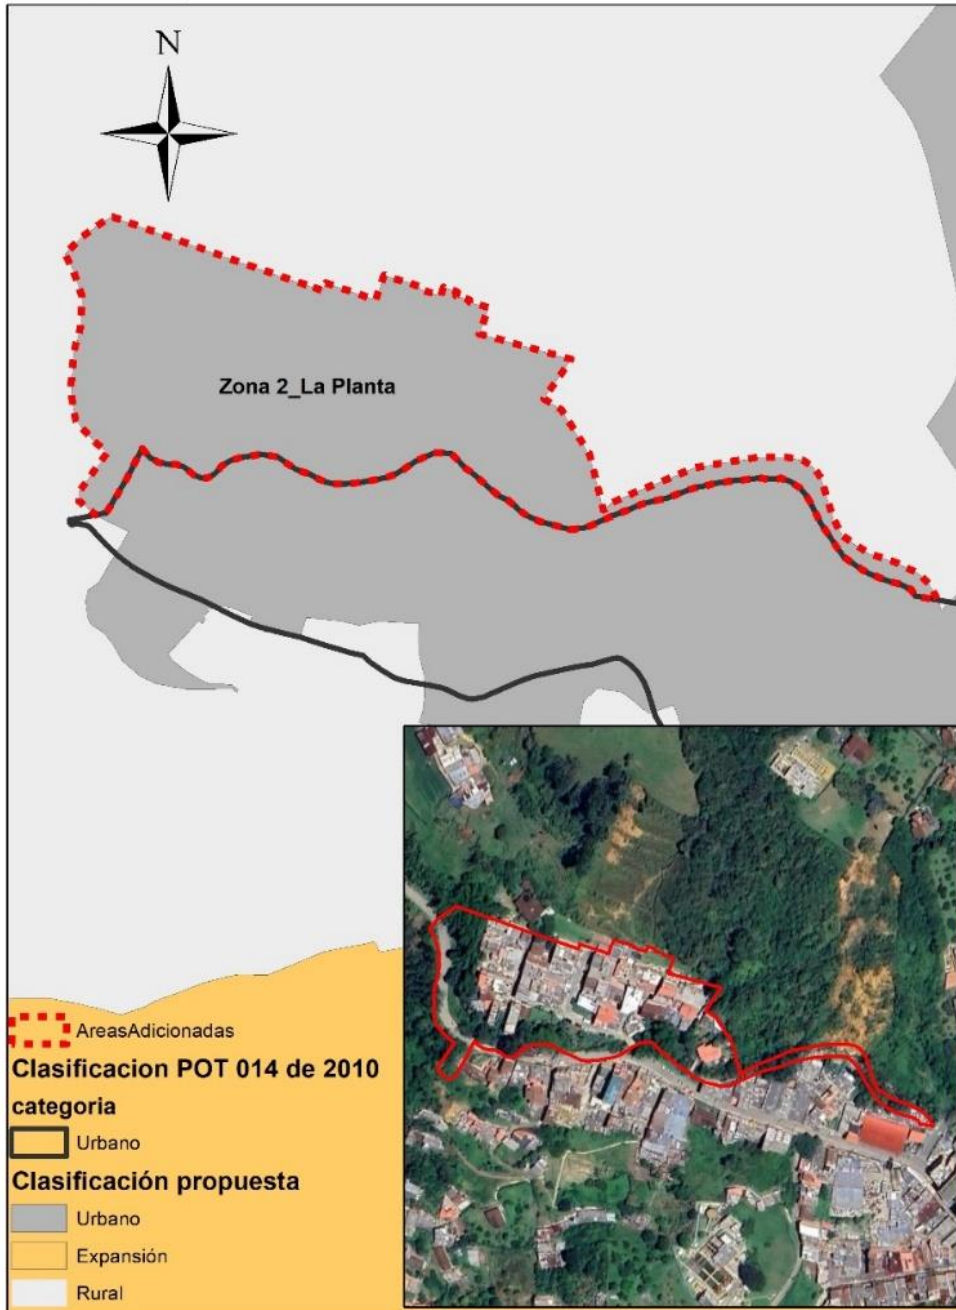 N
Zona 2_La Planta
AreasAdicionadas
Clasificacion POT 014 de 2010
categoria
Urbano
Clasificación propuesta
Urbano
Expansión
Rural